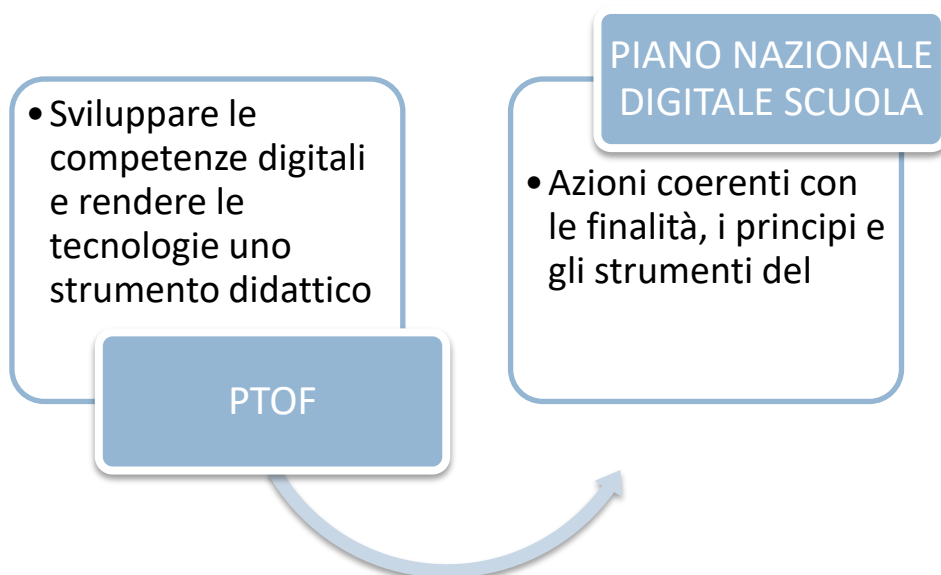 • Sviluppare le
competenze digitali
e rendere le
tecnologie uno
strumento didattico
PTOF
PIANO NAZIONALE
DIGITALE SCUOLA
• Azioni coerenti con
le finalità, i principi e
gli strumenti del